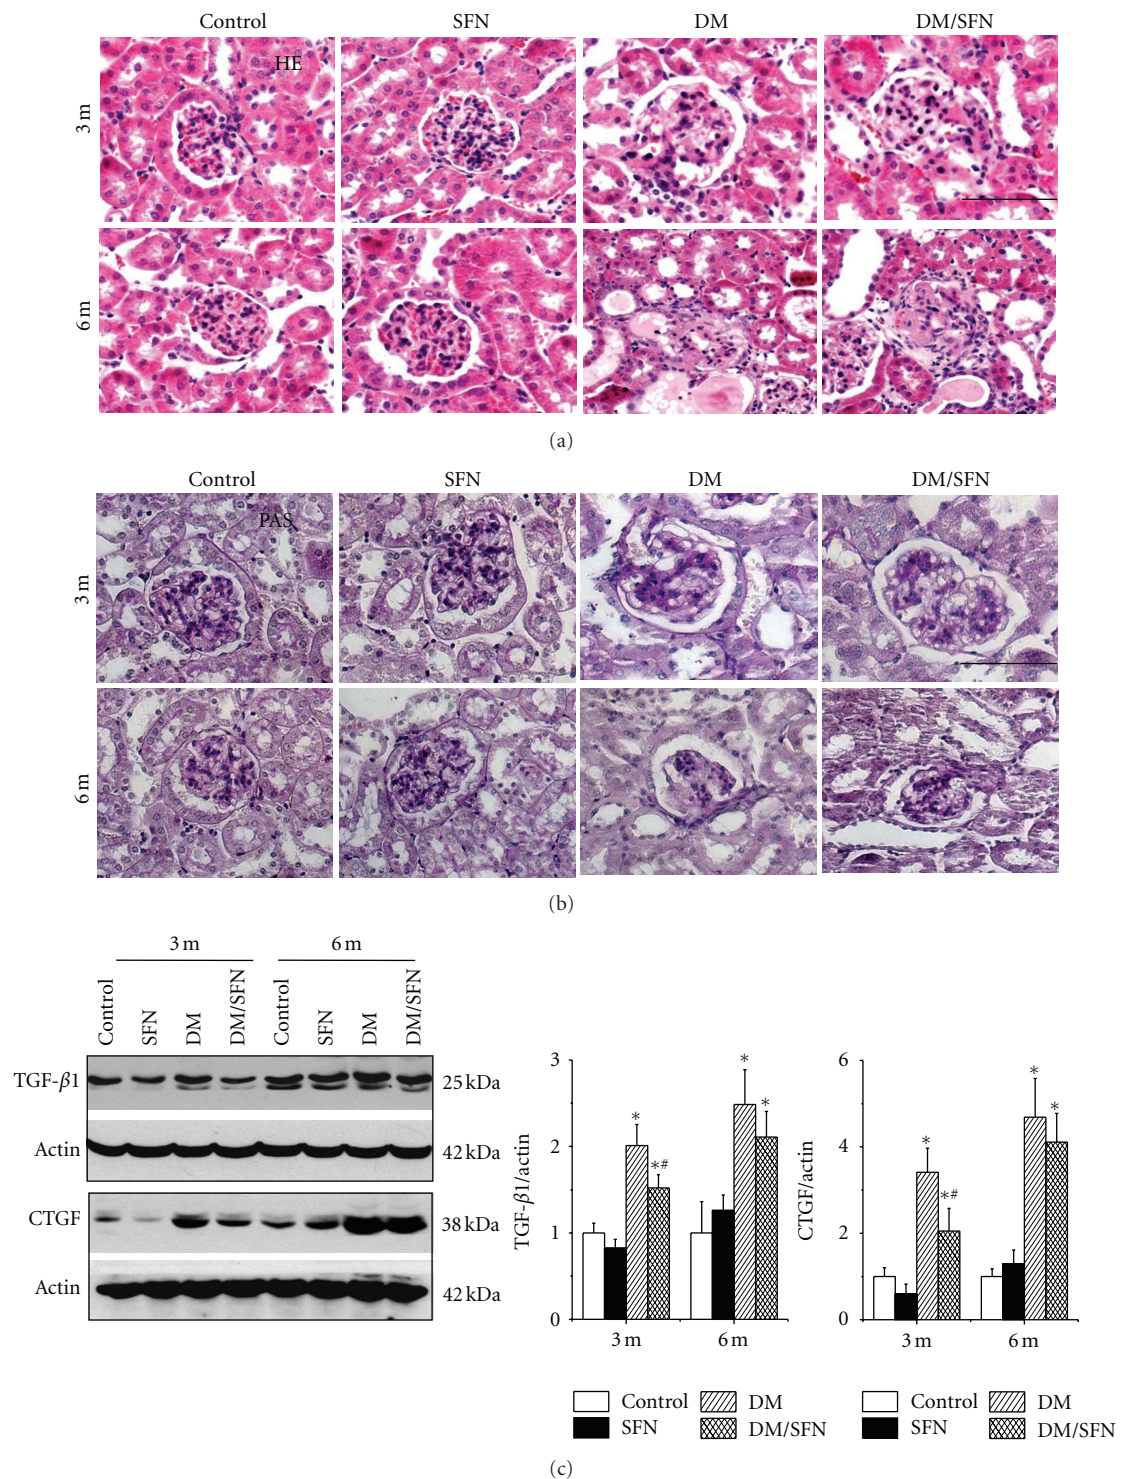 Control SFN DM DM/SFN
HE
3 m
6 m
(a)
Control SFN DM DM/SFN
PAS
3 m
6 m
(b)
3 m 6 m
Control SFN DM DM/SFN Control SFN DM DM/SFN
TGF-β1 25 kDa
Actin 42 kDa
CTGF 38 kDa
Actin 42 kDa
TGF-β1/actin
3
2
1
0
* *# * *
3 m 6 m
Control DM
SFN DM/SFN
CTGF/actin
6
4
2
0
* *# * *
3 m 6 m
Control DM
SFN DM/SFN
(c)